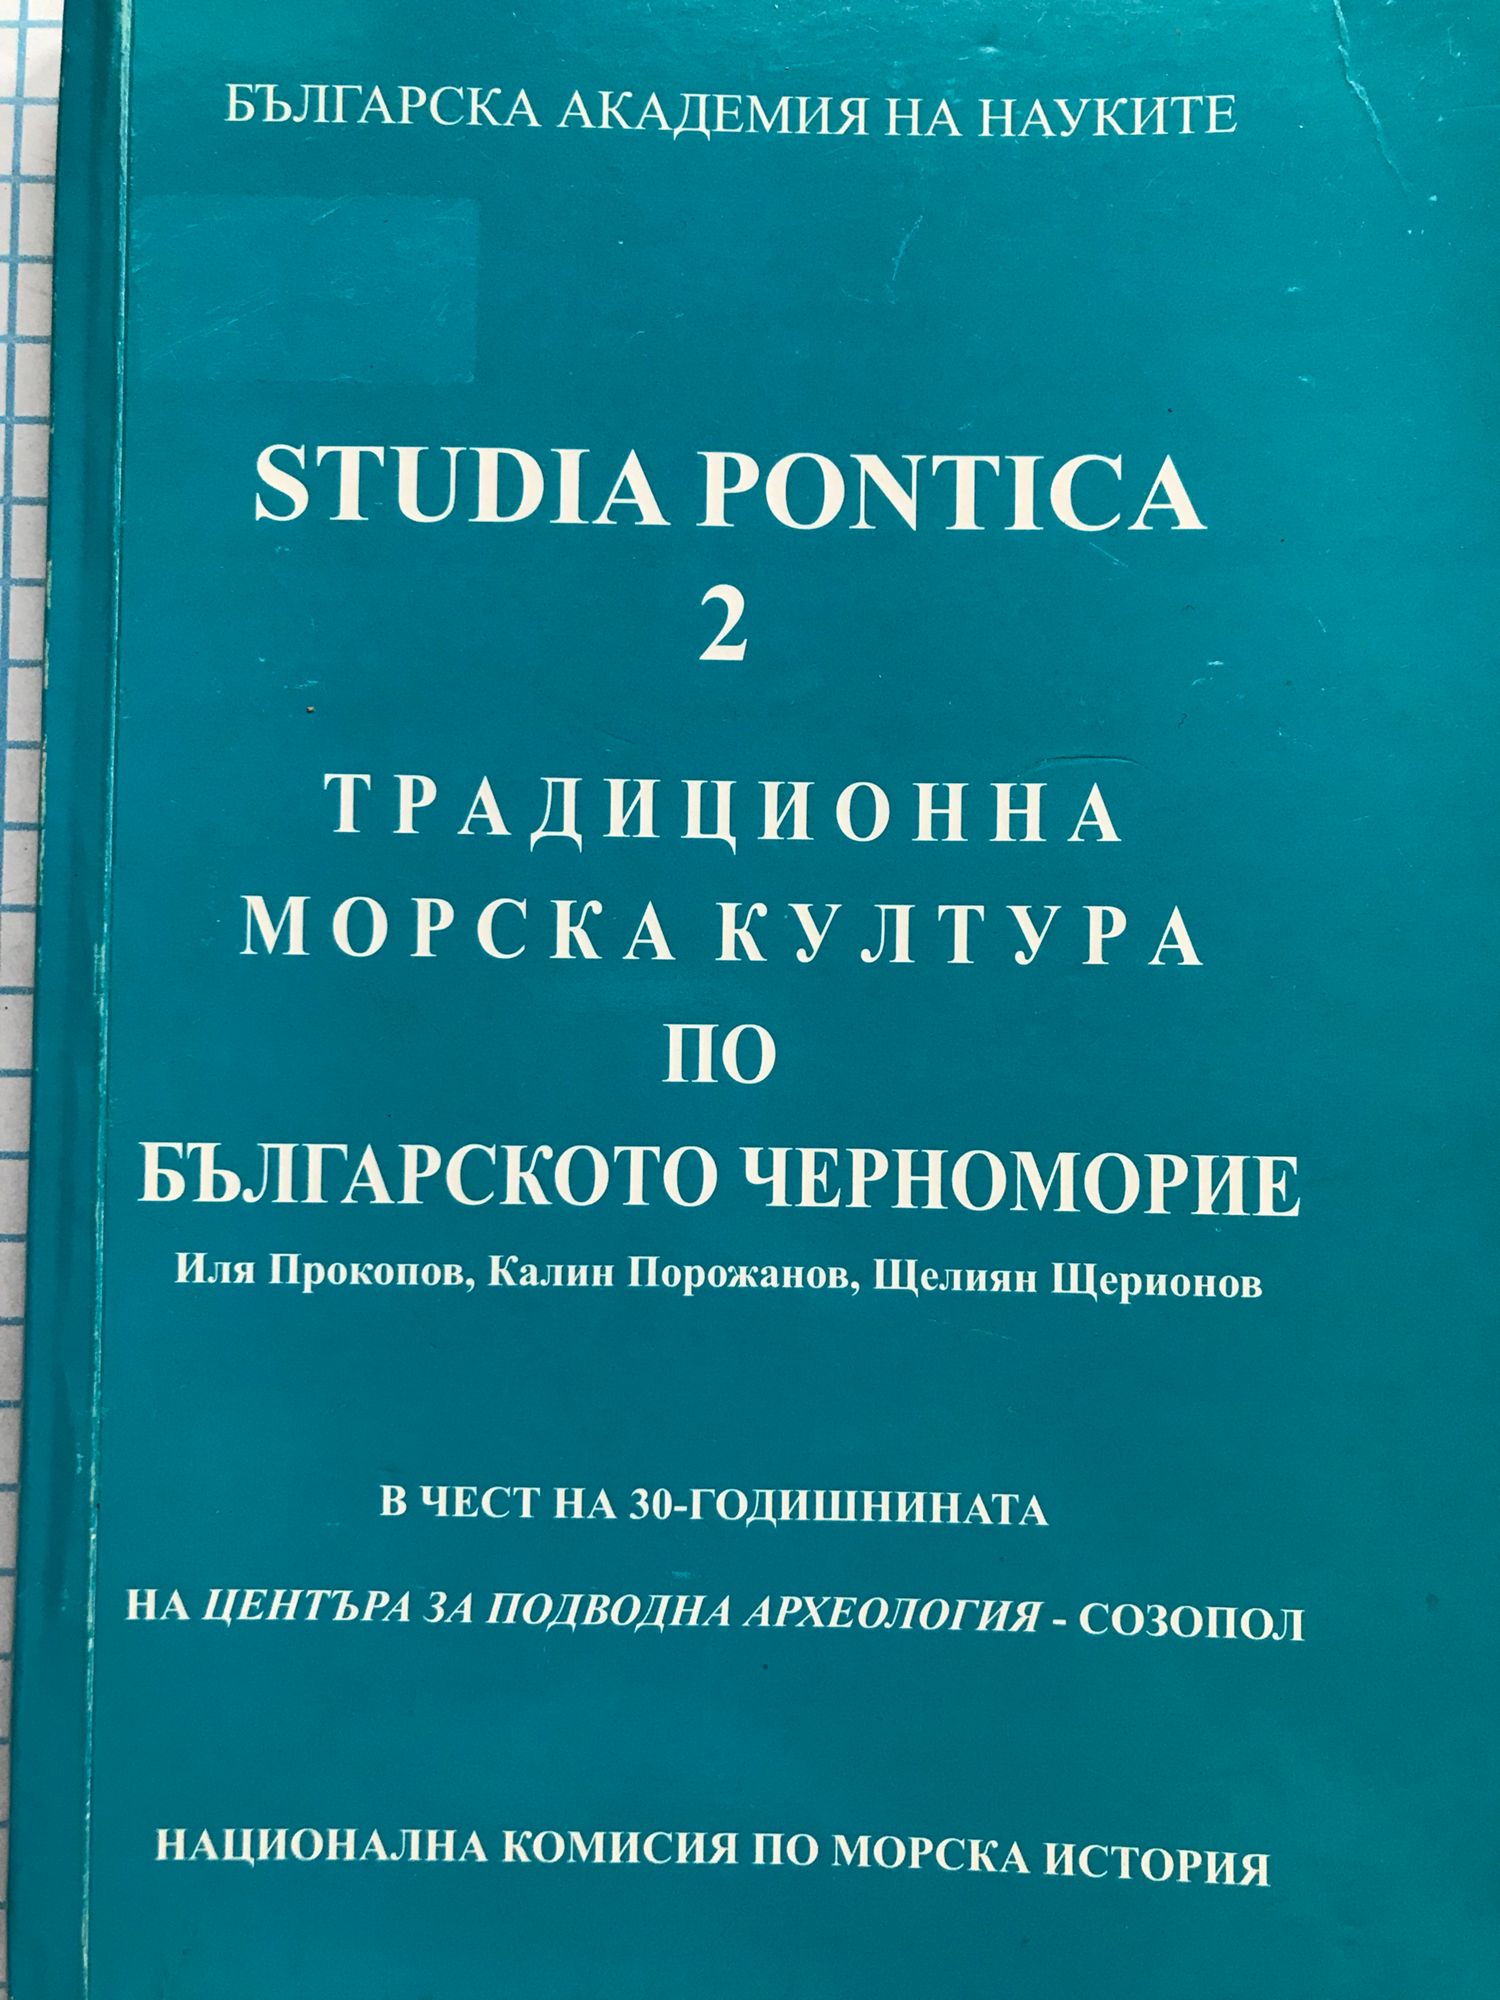 БЪЛГАРСКА АКАДЕМИЯ НА НАУКИТЕ
STUDIA PONTICA
2
ТРАДИЦИОННА
МОРСКА КУЛТУРА
ПО
БЪЛГАРСКОТО ЧЕРНОМОРИЕ
Иля Прокопов, Калин Порожанов, Щелиян Щерионов
В ЧЕСТ НА 30-ГОДИШНИНАТА
НА ЦЕНТЪРА ЗА ПОДВОДНА АРХЕОЛОГИЯ - СОЗОПОЛ
НАЦИОНАЛНА КОМИСИЯ ПО МОРСКА ИСТОРИЯ